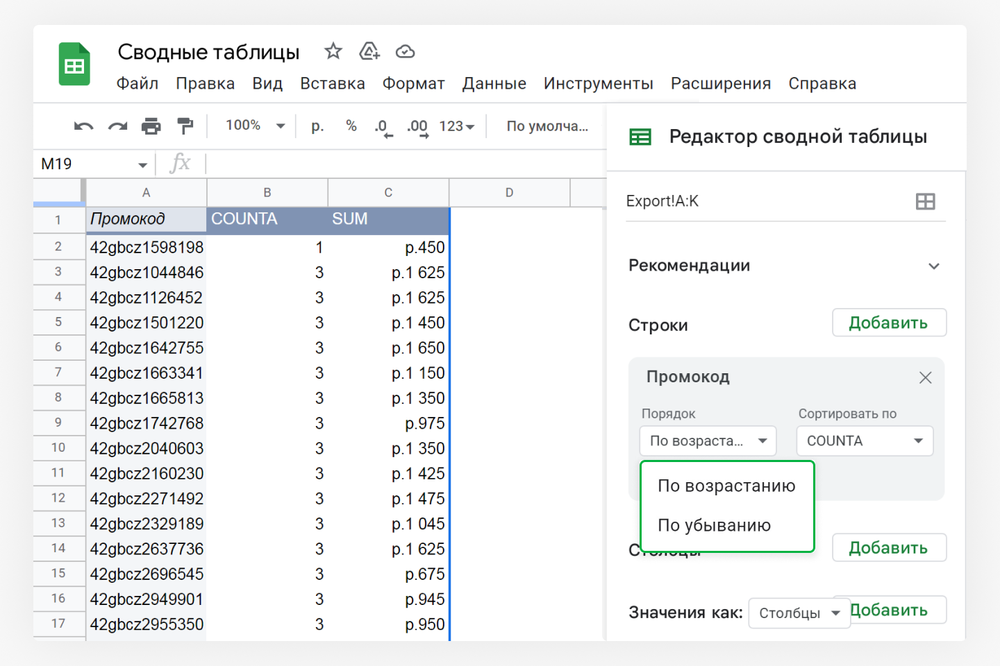 Сводные таблицы
Файл Правка Вид Вставка Формат Данные Инструменты Расширения Справка
100% р. % .0 .00 123 По умолча...
M19 fx
A B C D
1 Промокод COUNTA SUM
2 42gbcz1598198 1 р.450
3 42gbcz1044846 3 р.1 625
4 42gbcz1126452 3 р.1 625
5 42gbcz1501220 3 р.1 450
6 42gbcz1642755 3 р.1 650
7 42gbcz1663341 3 р.1 150
8 42gbcz1665813 3 р.1 350
9 42gbcz1742768 3 р.975
10 42gbcz2040603 3 р.1 350
11 42gbcz2160230 3 р.1 425
12 42gbcz2271492 3 р.1 475
13 42gbcz2329189 3 р.1 045
14 42gbcz2637736 3 р.1 625
15 42gbcz2696545 3 р.675
16 42gbcz2949901 3 р.945
17 42gbcz2955350 3 р.950
Редактор сводной таблицы
Export!A:K
Рекомендации
Строки Добавить
Промокод
Порядок Сортировать по
По возраста... COUNTA
По возрастанию
По убыванию
Столбцы Добавить
Значения как: Столбцы Добавить